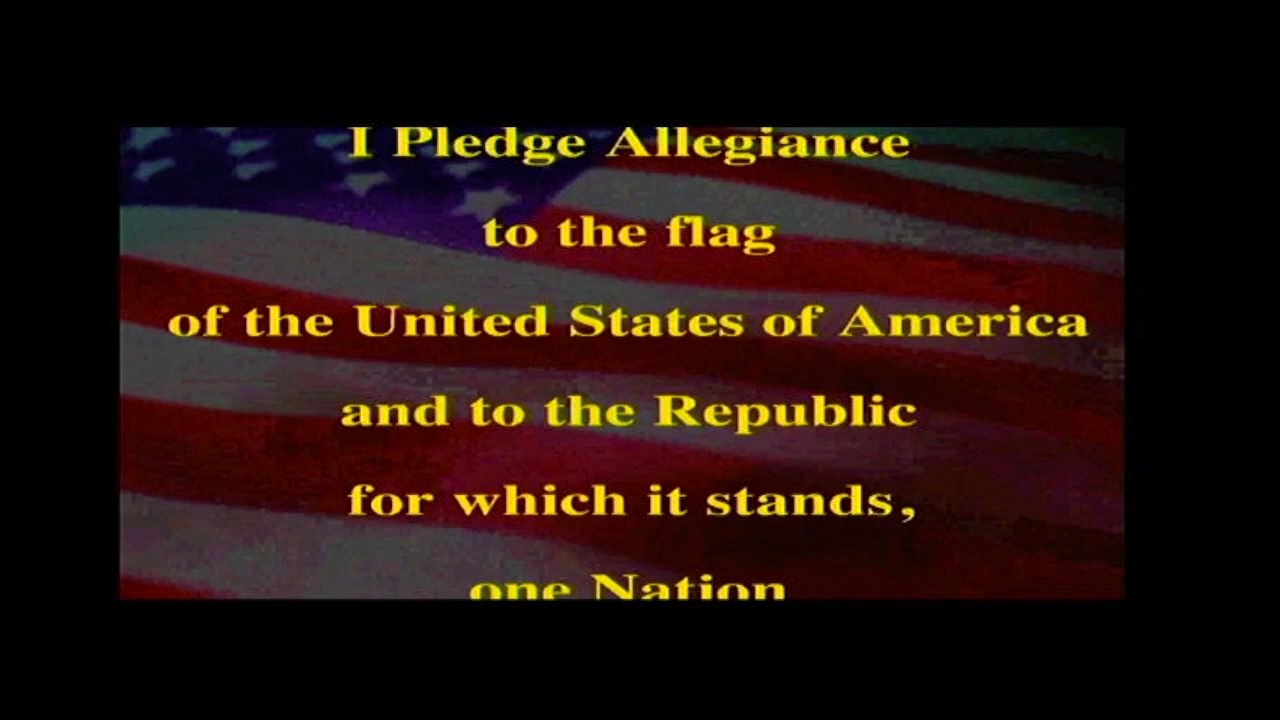 I Pledge Allegiance
to the flag
of the United States of America
and to the Republic
for which it stands,
one Nation